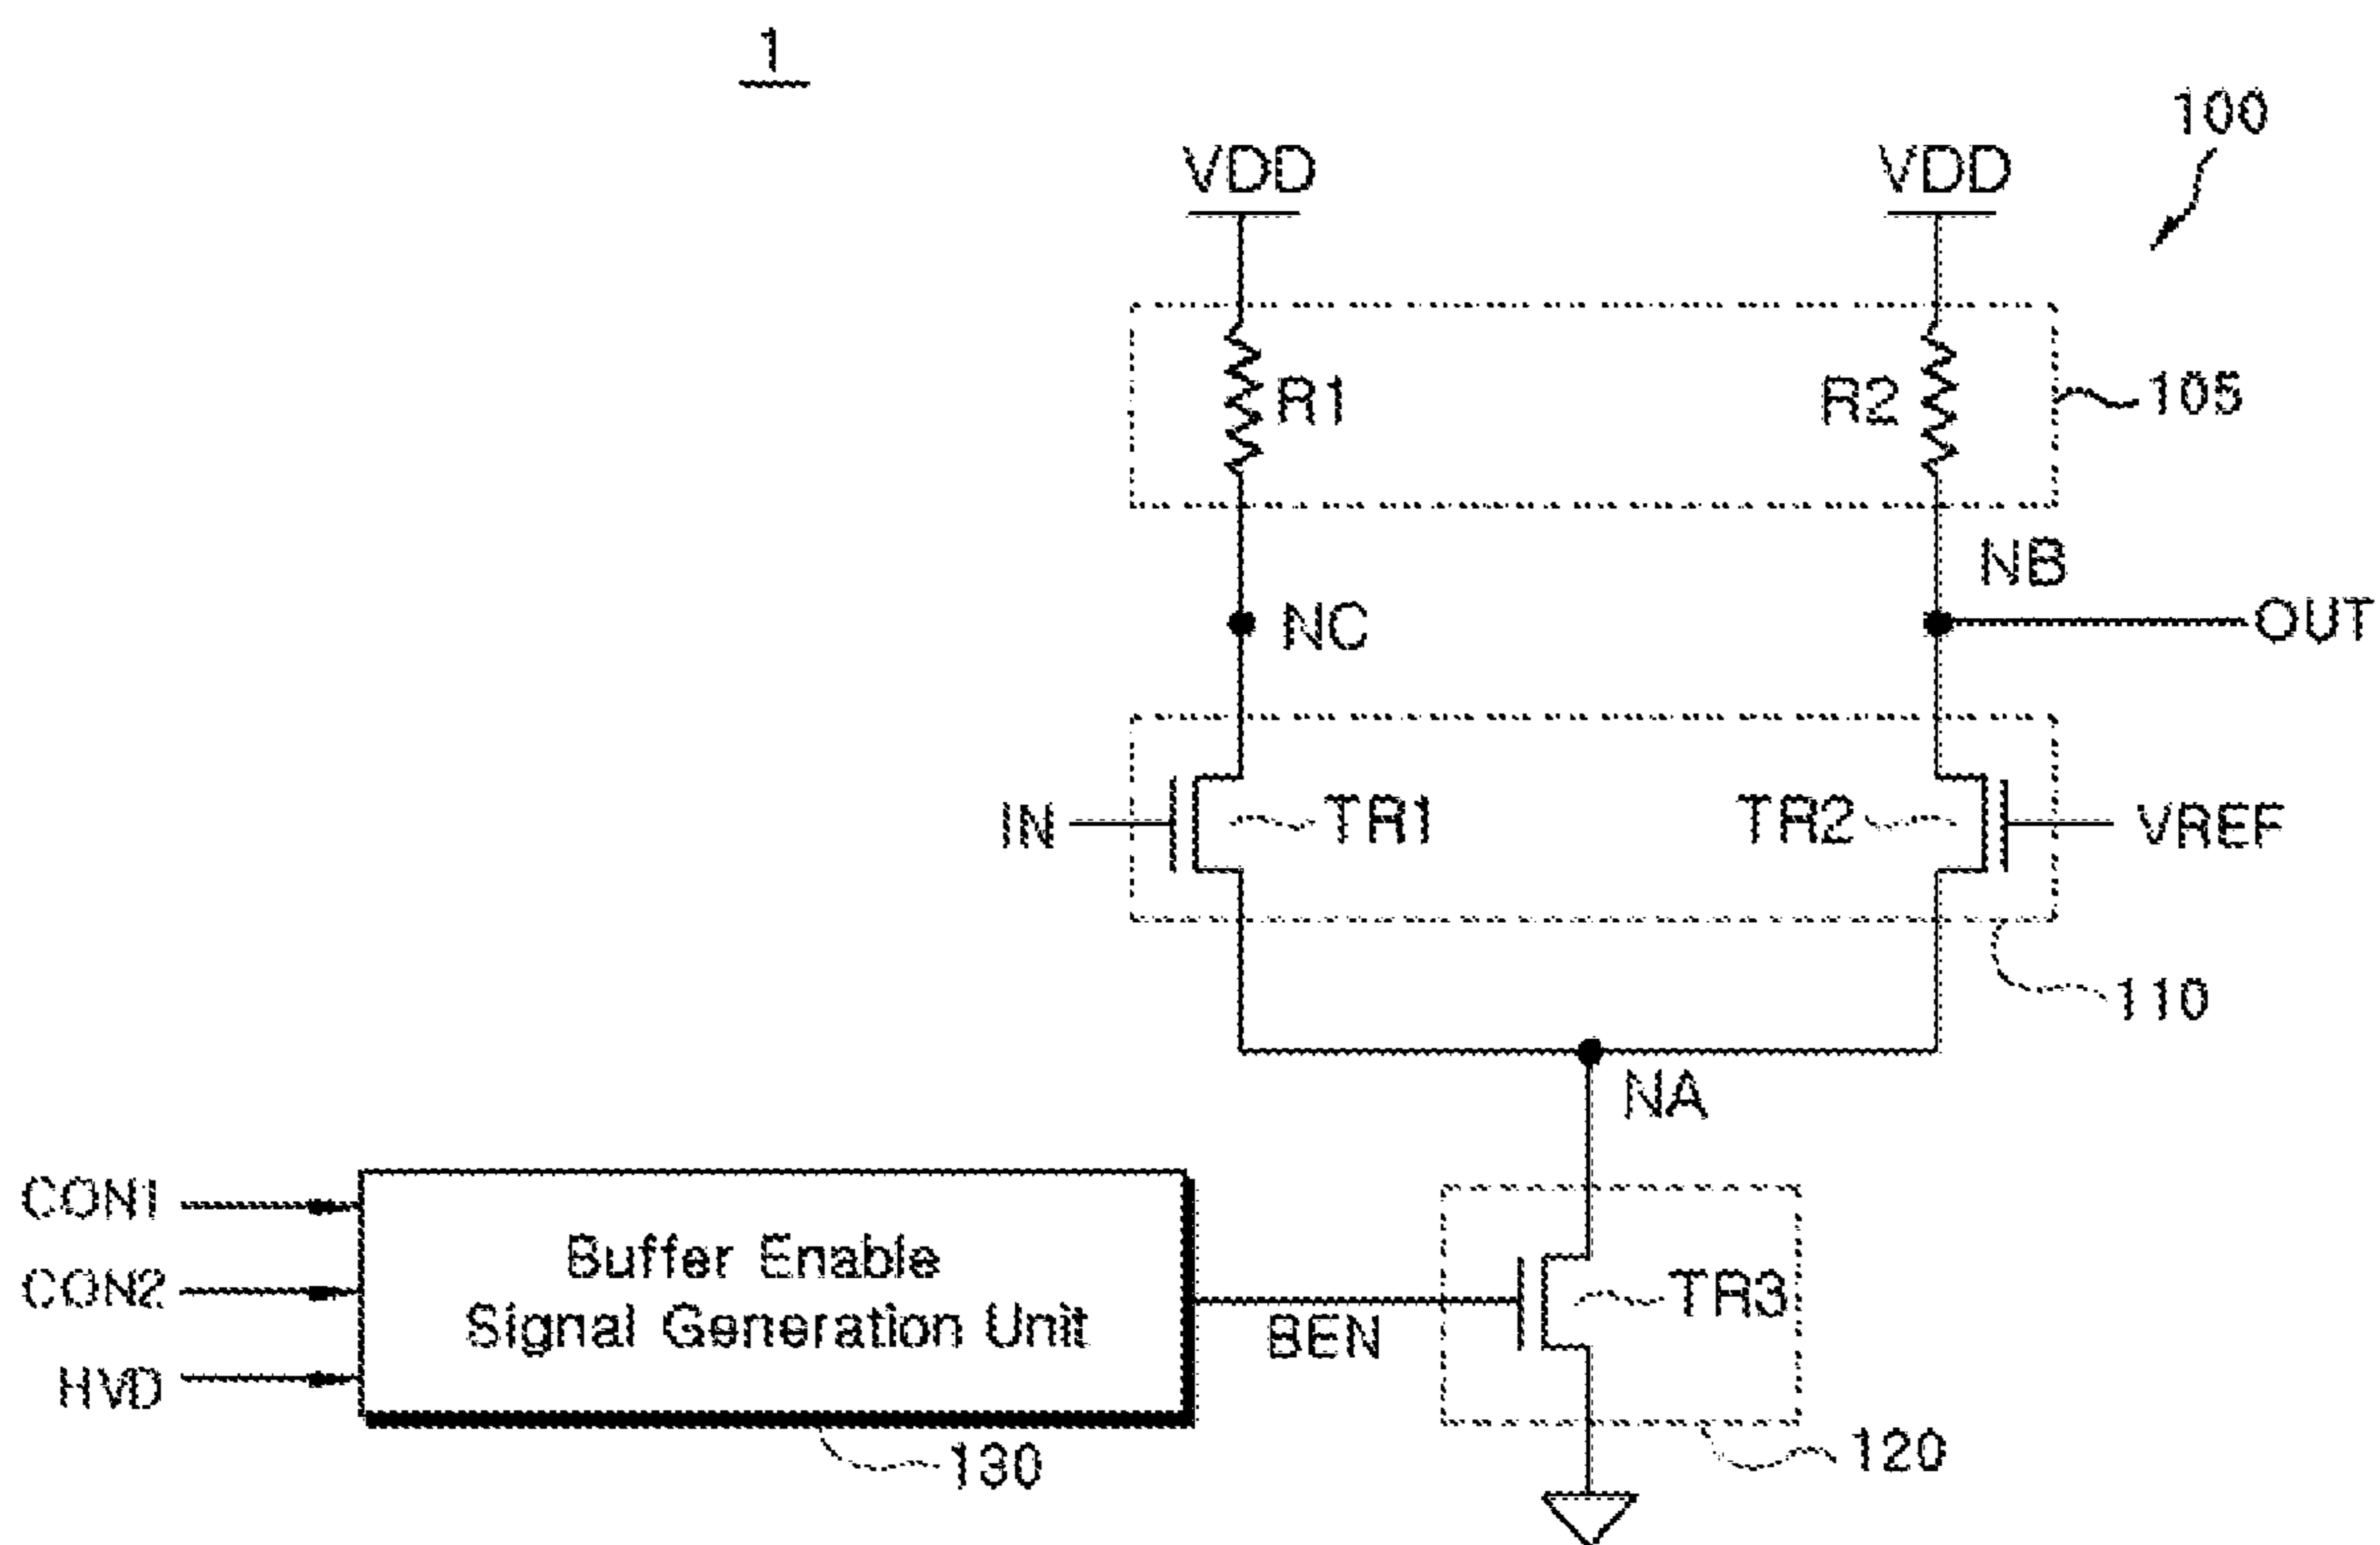 1
100
VDD
VDD
R1
R2
105
NB
NC
OUT
IN
TR1
TR2
VREF
110
NA
CON1
CON2
HVD
Buffer Enable
Signal Generation Unit
BEN
TR3
130
120